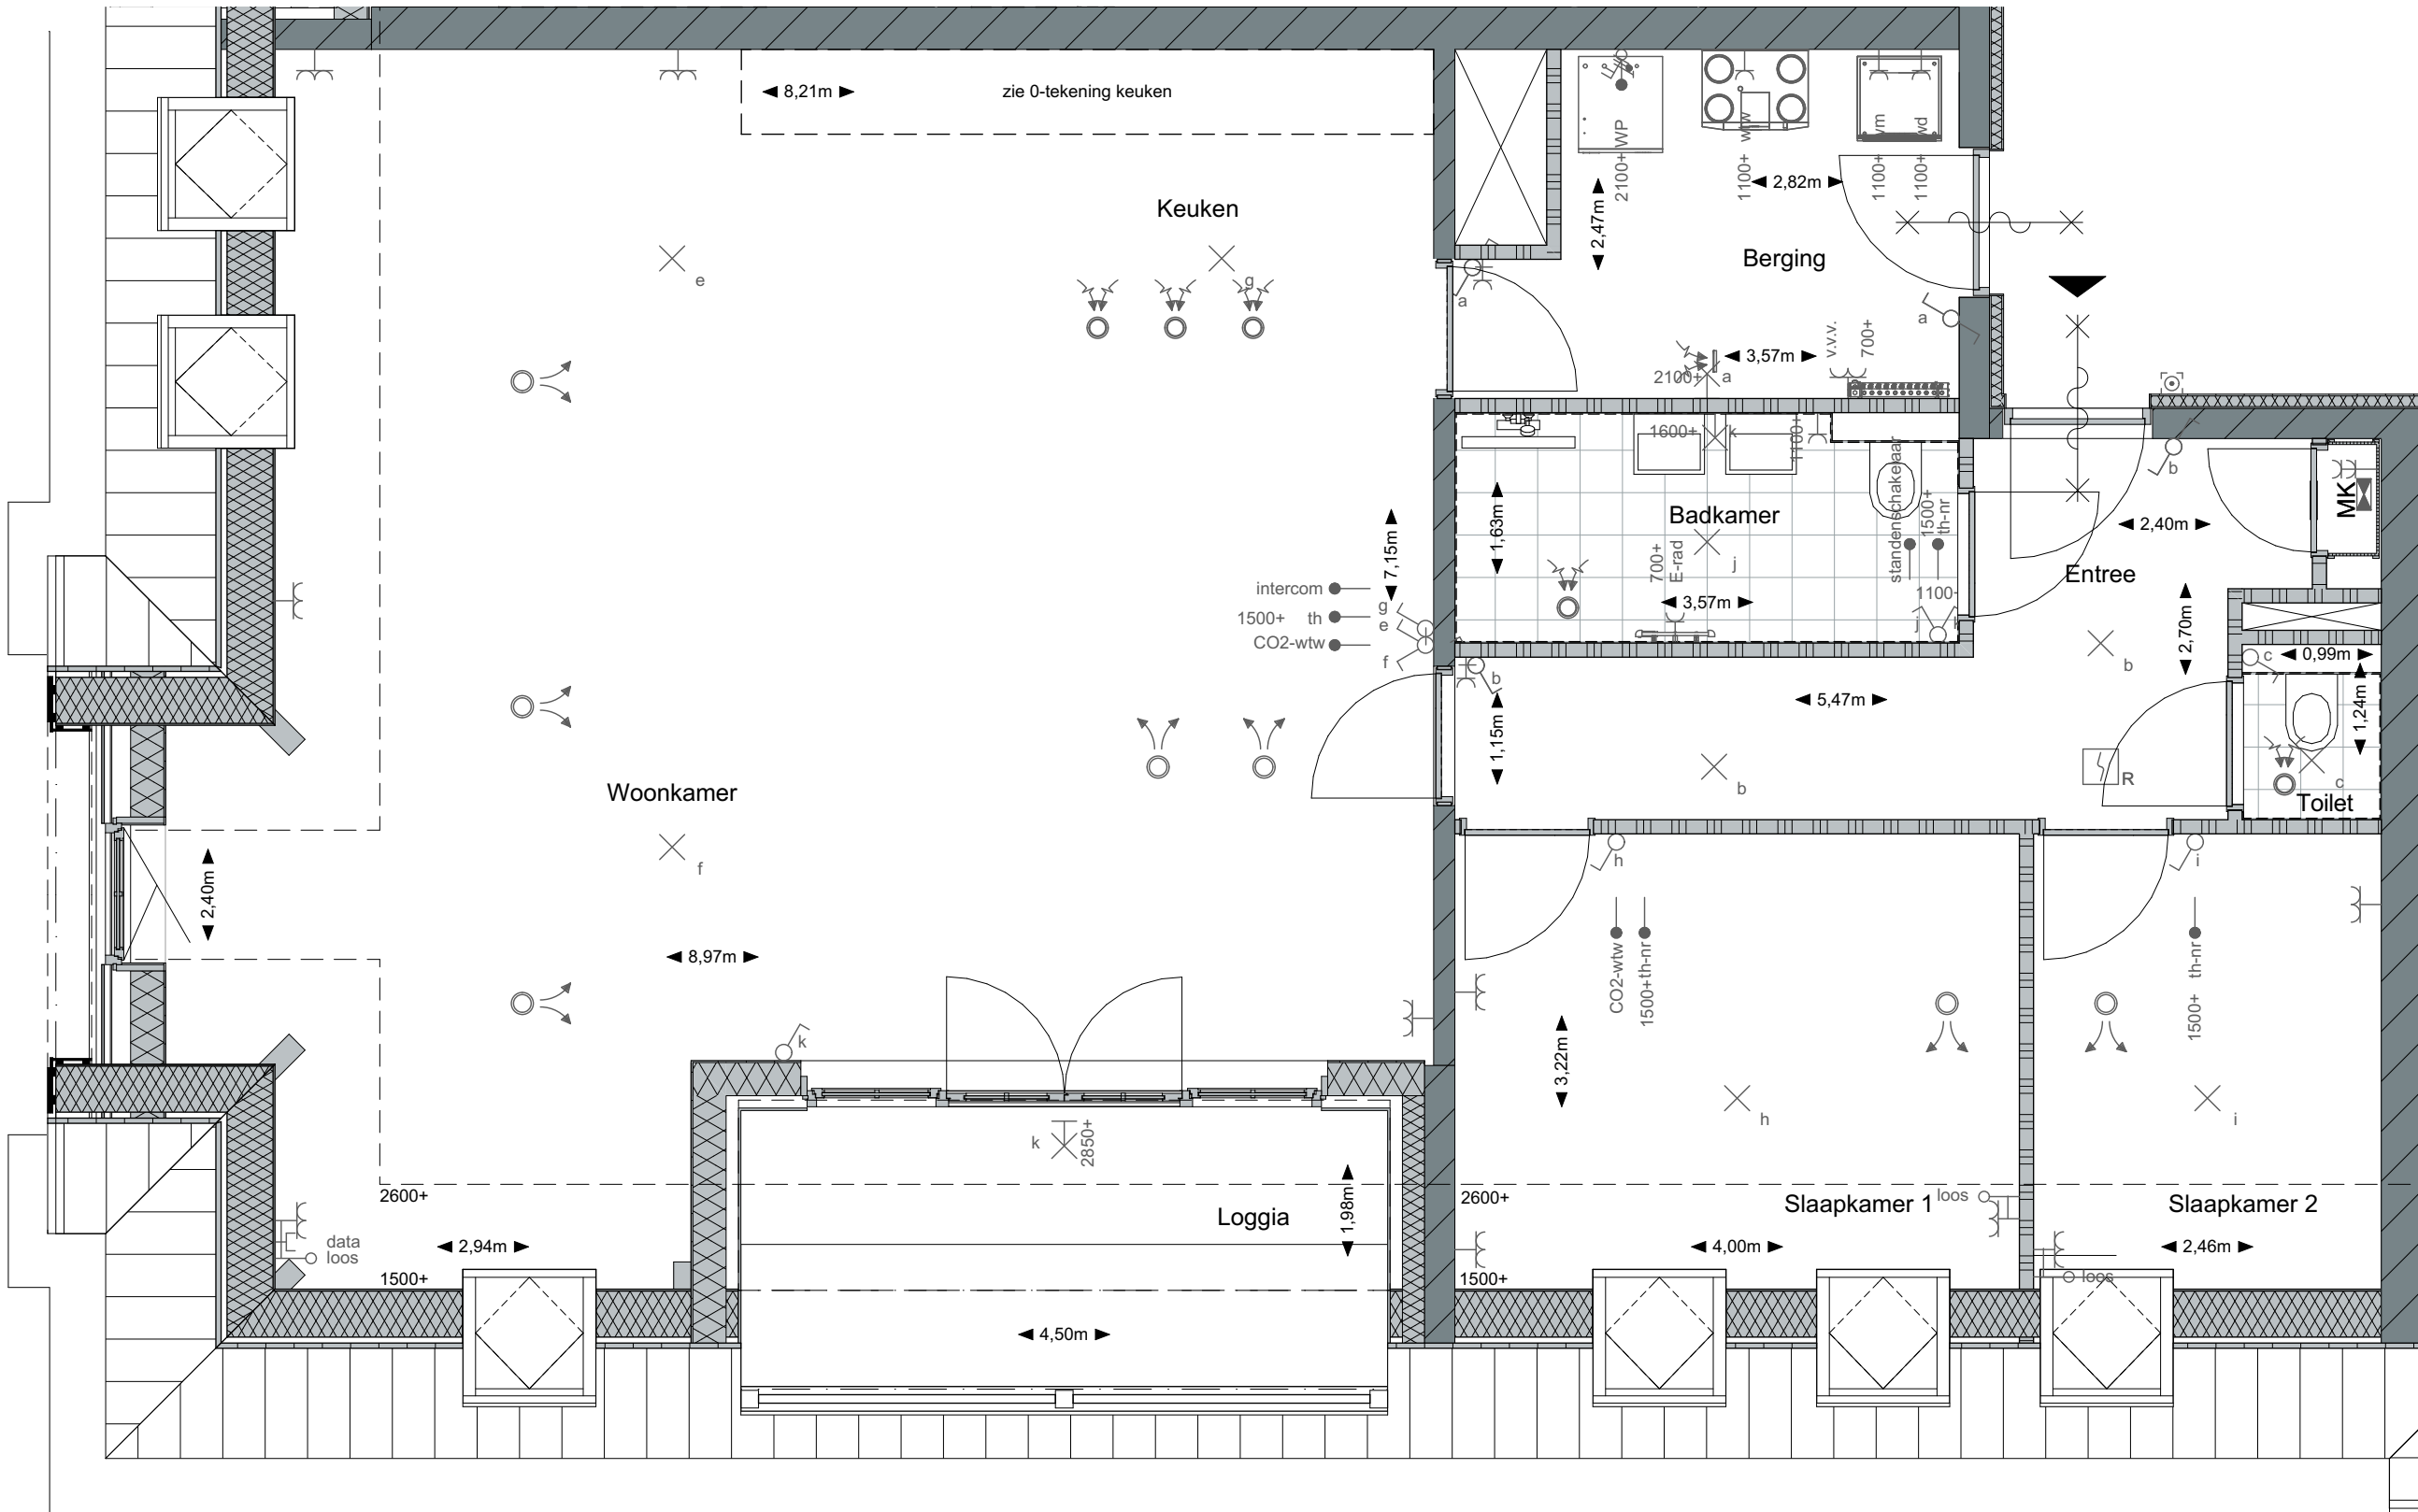 8,21m
zie 0-tekening keuken
Keuken
e
g
2100+ WP
1100+ wtw
1100+ wm
1100+ wd
2,82m
2,47m
Berging
a
a
3,57m
v.v.v.
700+
2100+
a
1600+
k
1100+
1,63m
Badkamer
standenschakelaar
1500+
th-nr
700+
E-rad
j
3,57m
1100+
j
b
MK
2,40m
Entree
2,70m
b
7,15m
intercom
1500+ th
CO2-wtw
g
e
f
b
1,15m
5,47m
c
0,99m
1,24m
c
Toilet
R
b
Woonkamer
f
2,40m
8,97m
k
h
i
CO2-wtw
1500+ th-nr
1500+ th-nr
3,22m
h
i
k
2850+
2600+
Loggia
1,98m
2600+
Slaapkamer 1
loos
Slaapkamer 2
data
loos
2,94m
4,00m
2,46m
1500+
1500+
loos
4,50m